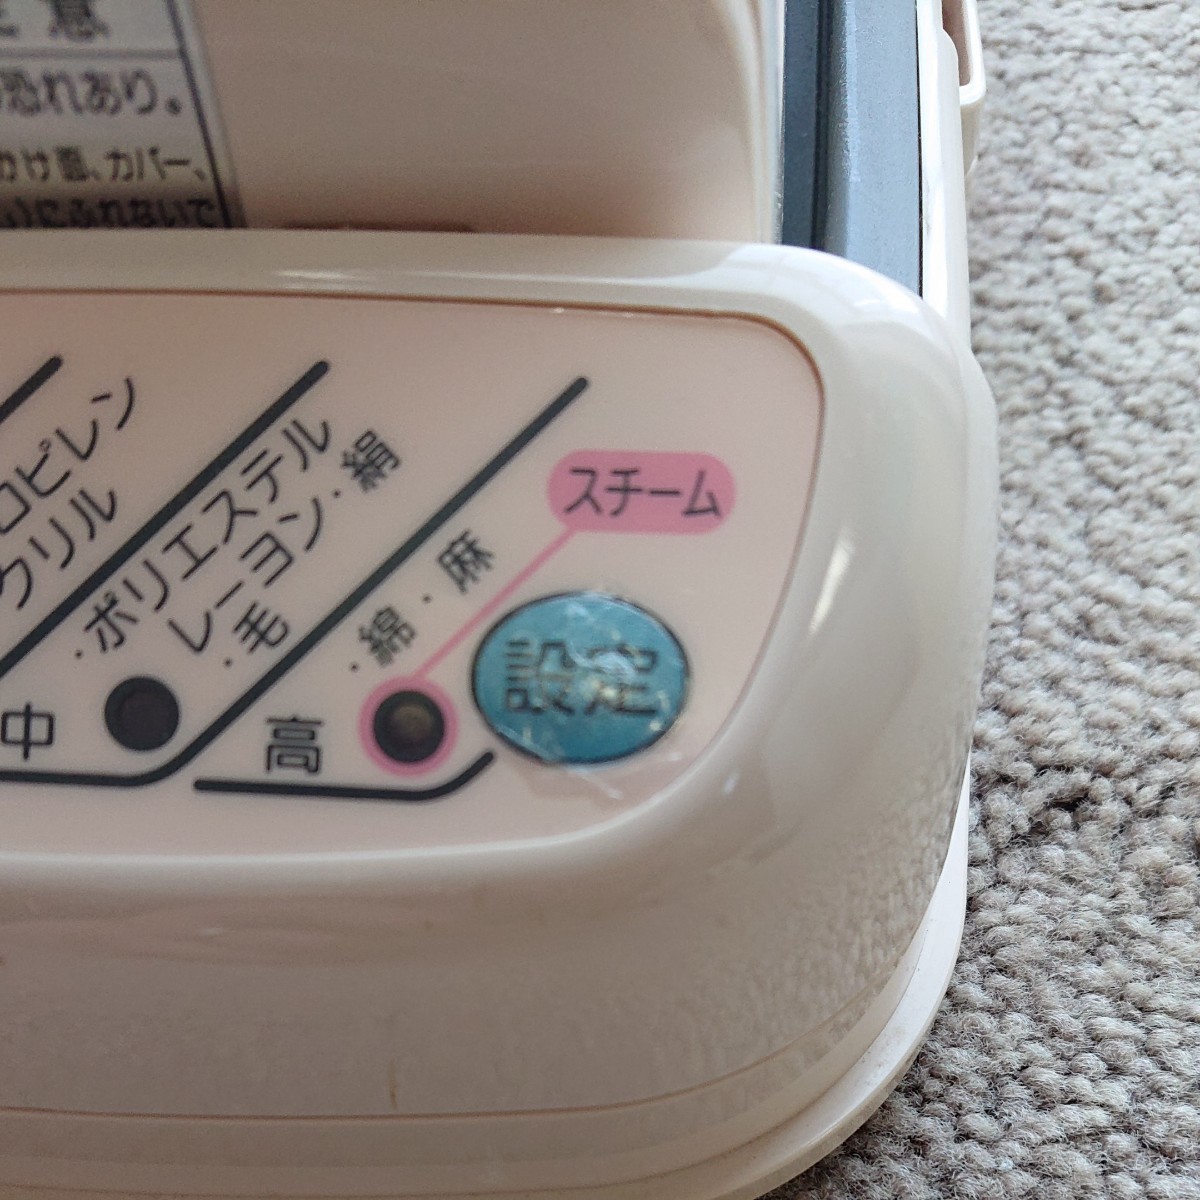 意
恐れあり。
かけ面、カバー、
にふれないで
ロピレン
クリル
・ポリエステル
レーヨン・絹
・毛
中
・綿・麻
高
スチーム
設定